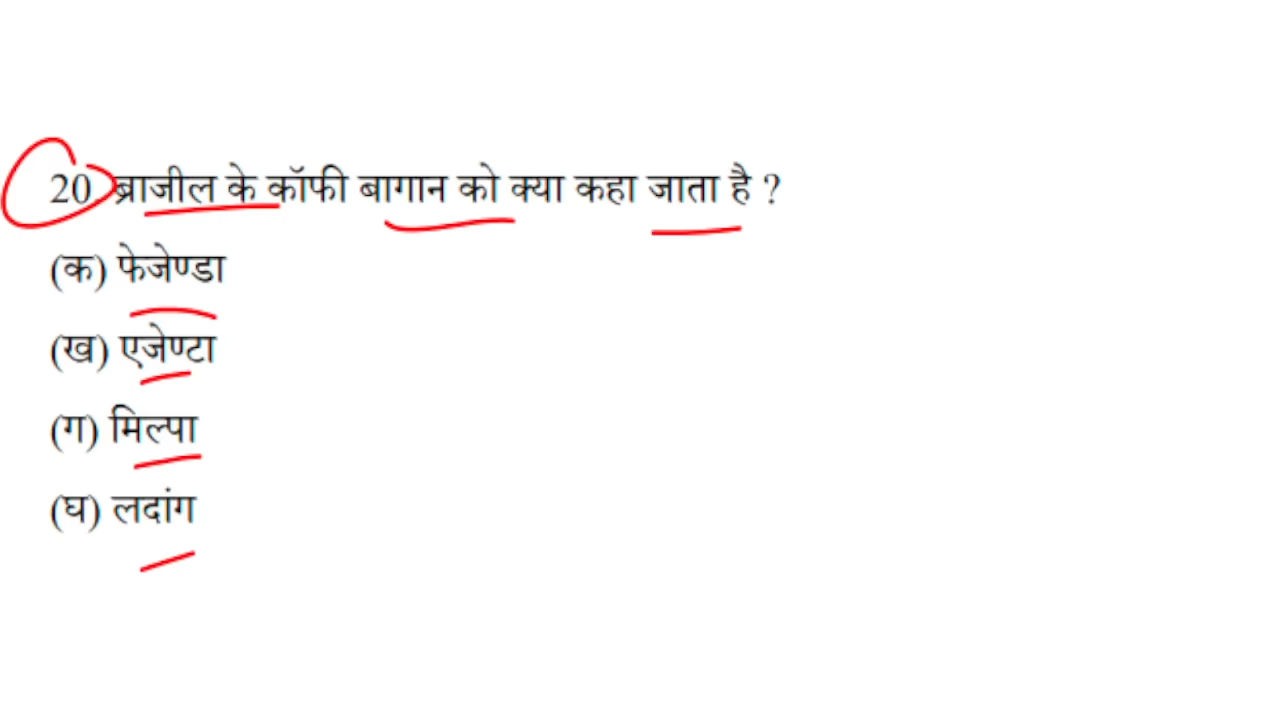 20. ब्राजील के कॉफी बागान को क्या कहा जाता है ?
(क) फेजेण्डा
(ख) एजेण्टा
(ग) मिल्पा
(घ) लदांग